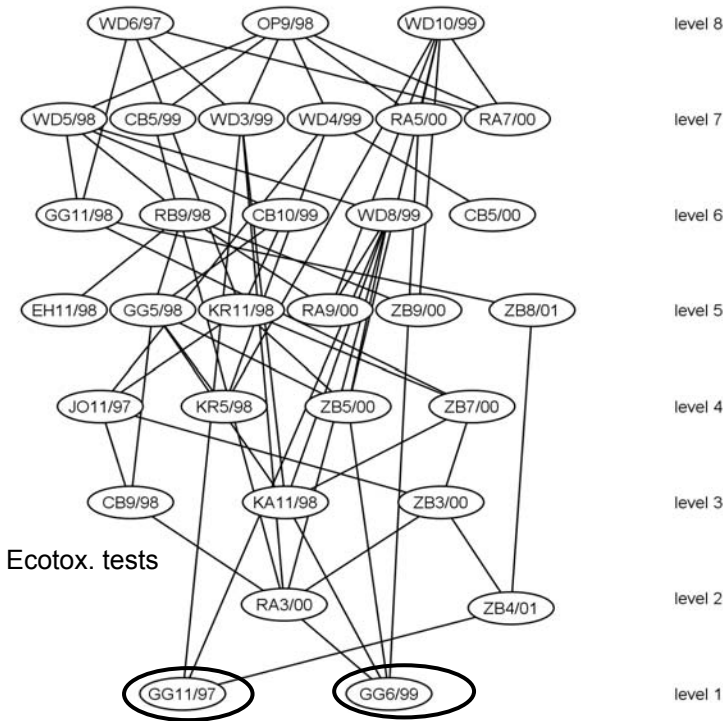 WD6/97 OP9/98 WD10/99 level 8
WD5/98 CB5/99 WD3/99 WD4/99 RA5/00 RA7/00 level 7
GG11/98 RB9/98 CB10/99 WD8/99 CB5/00 level 6
EH11/98 GG5/98 KR11/98 RA9/00 ZB9/00 ZB8/01 level 5
JO11/97 KR5/98 ZB5/00 ZB7/00 level 4
CB9/98 KA11/98 ZB3/00 level 3
Ecotox. tests
RA3/00 ZB4/01 level 2
GG11/97 GG6/99 level 1